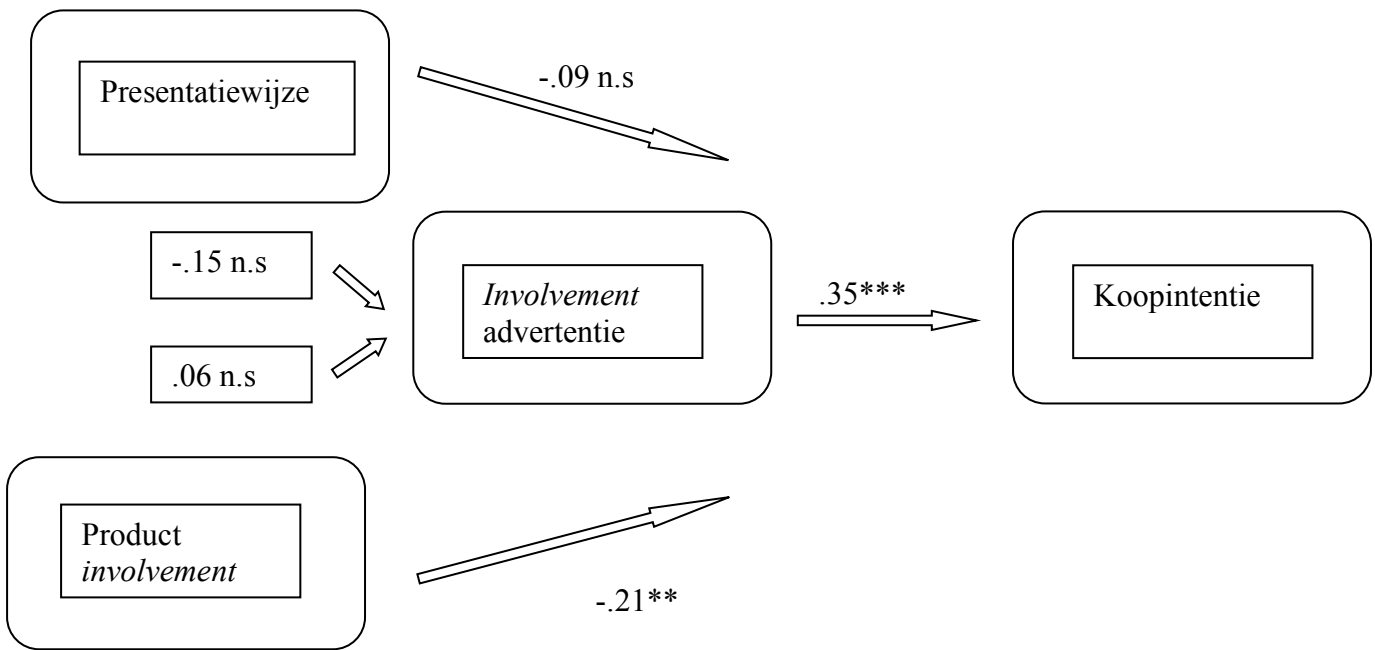 Presentatiewijze
-.09 n.s
-.15 n.s
Involvement
advertentie
.35***
Koopintentie
.06 n.s
Product
involvement
-.21**